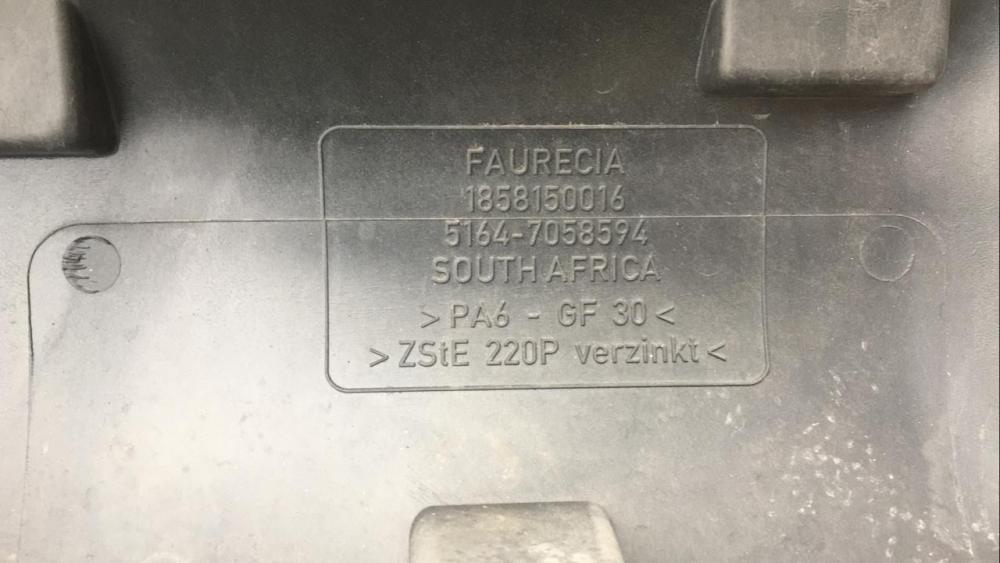 FAURECIA
1858150016
5164-7058594
SOUTH AFRICA
>PA6 - GF 30<
>ZStE 220P verzinkt<